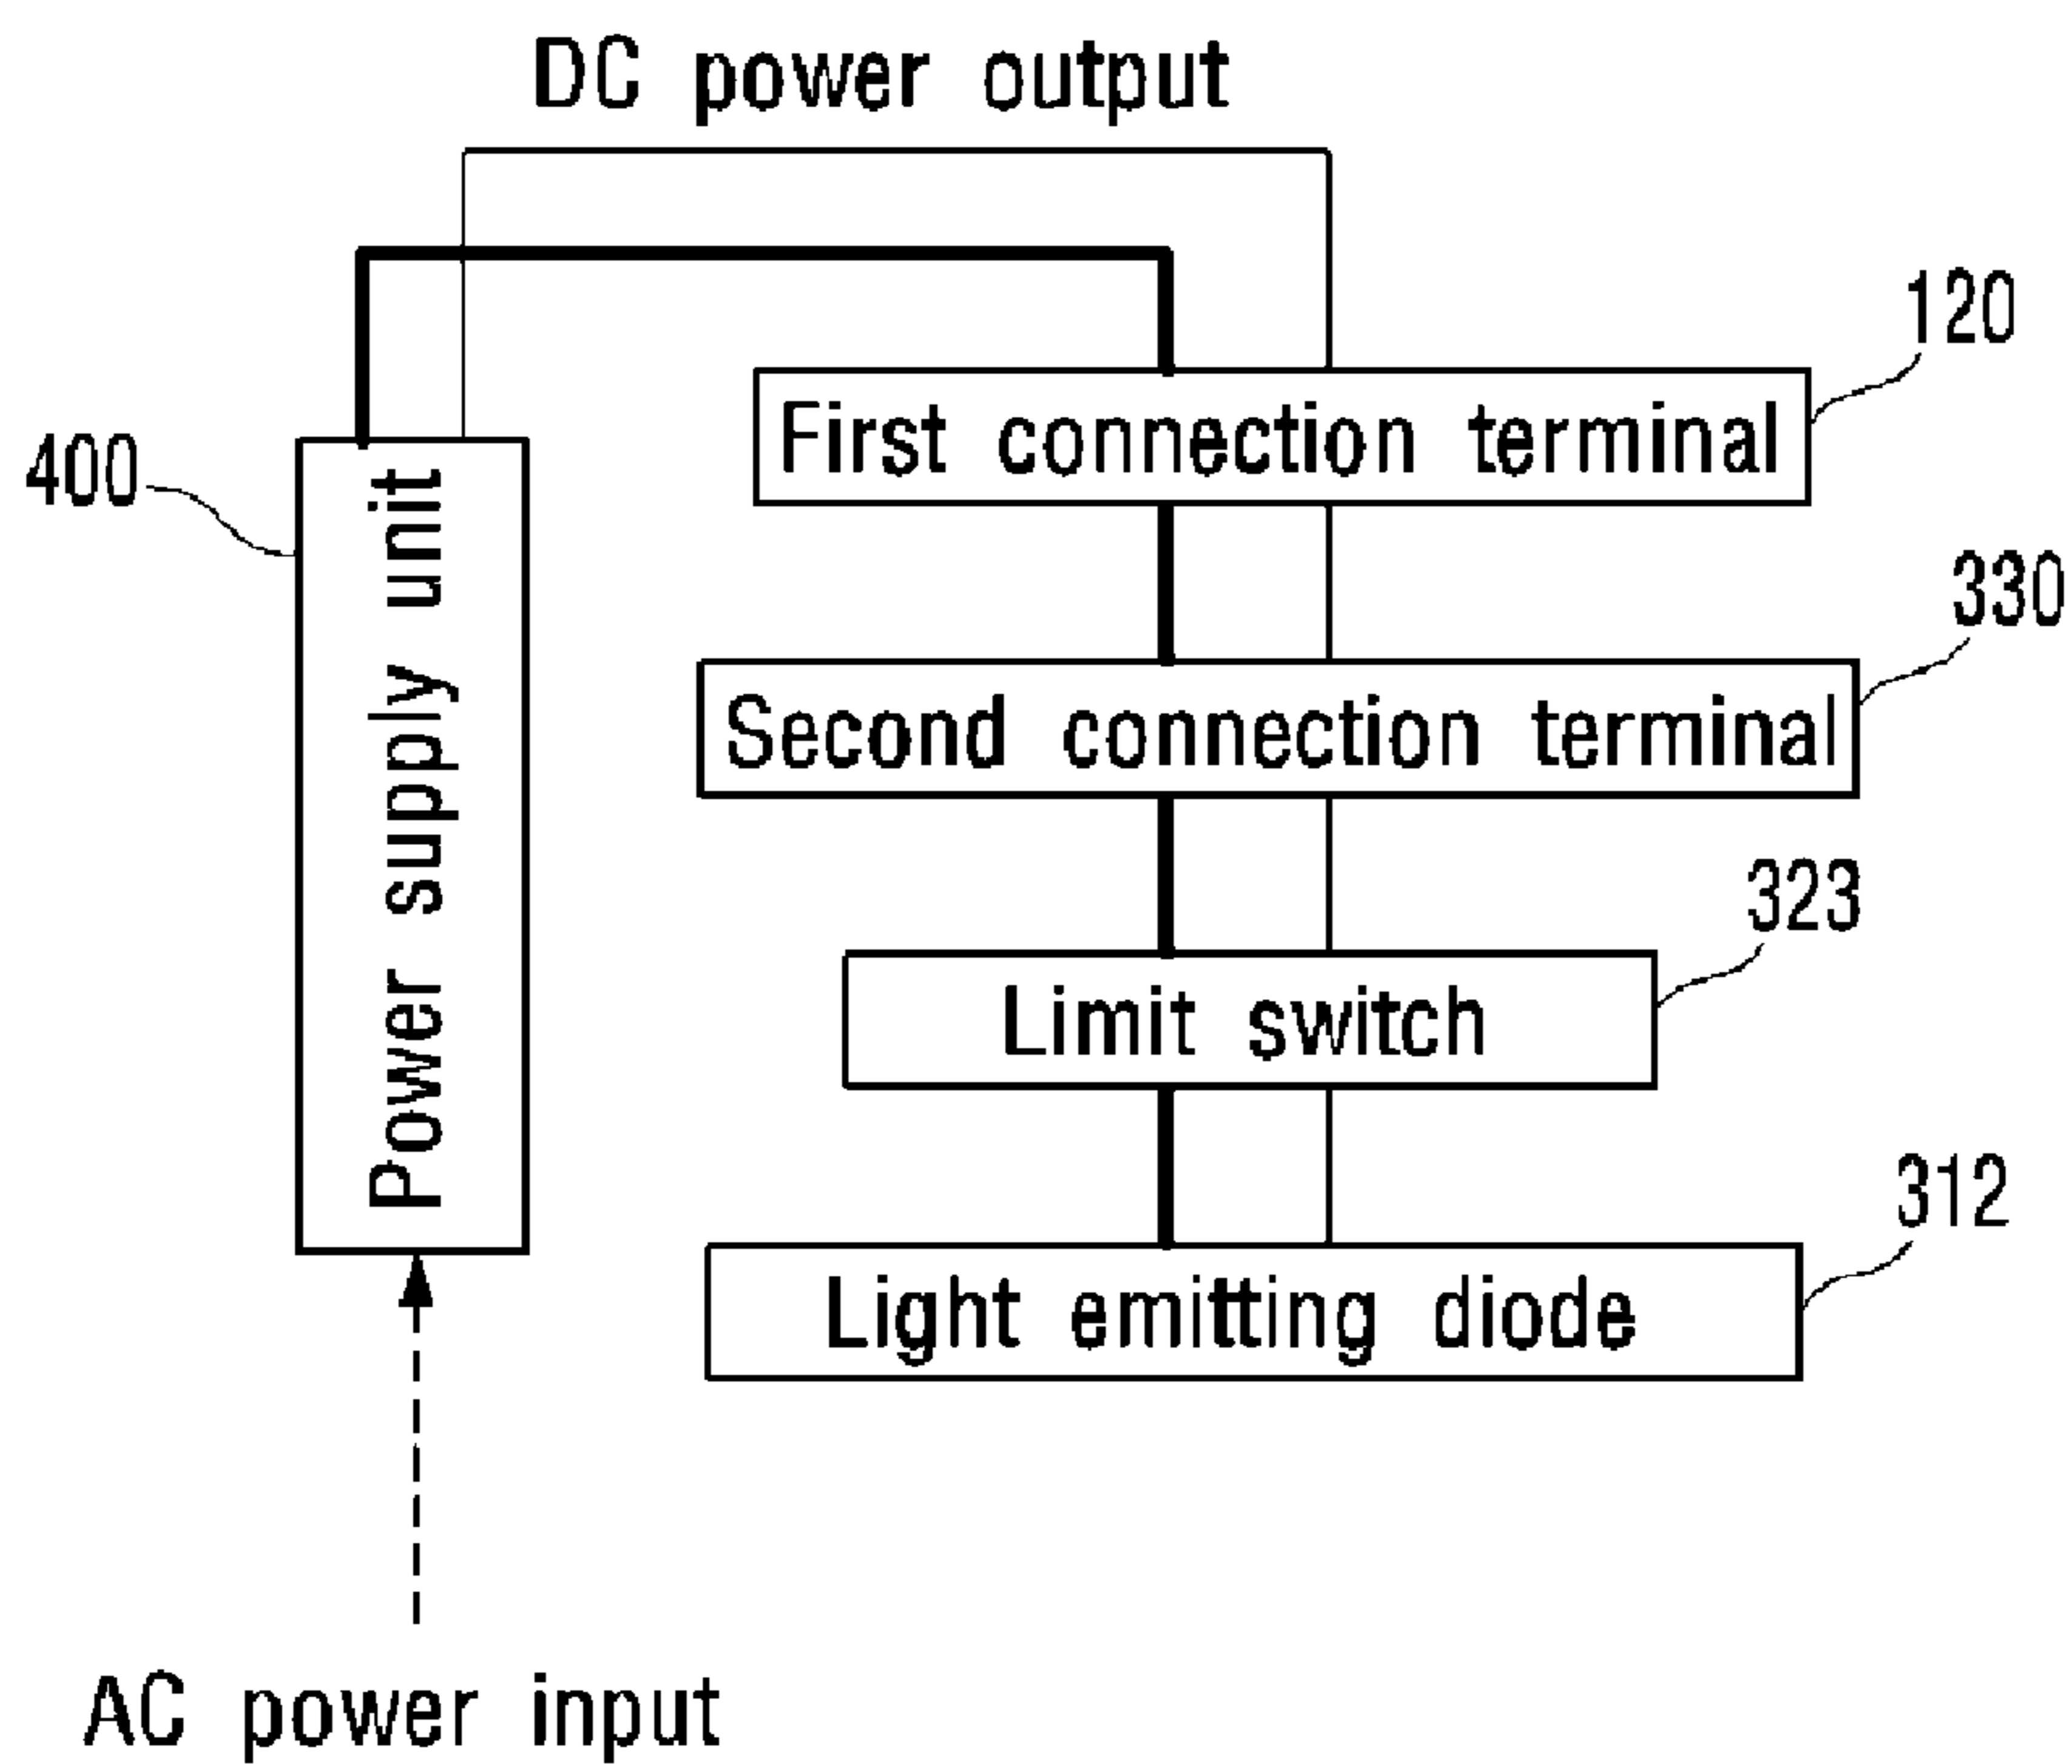 DC power output
120
First connection terminal
400
Power supply unit
330
Second connection terminal
323
Limit switch
312
Light emitting diode
AC power input